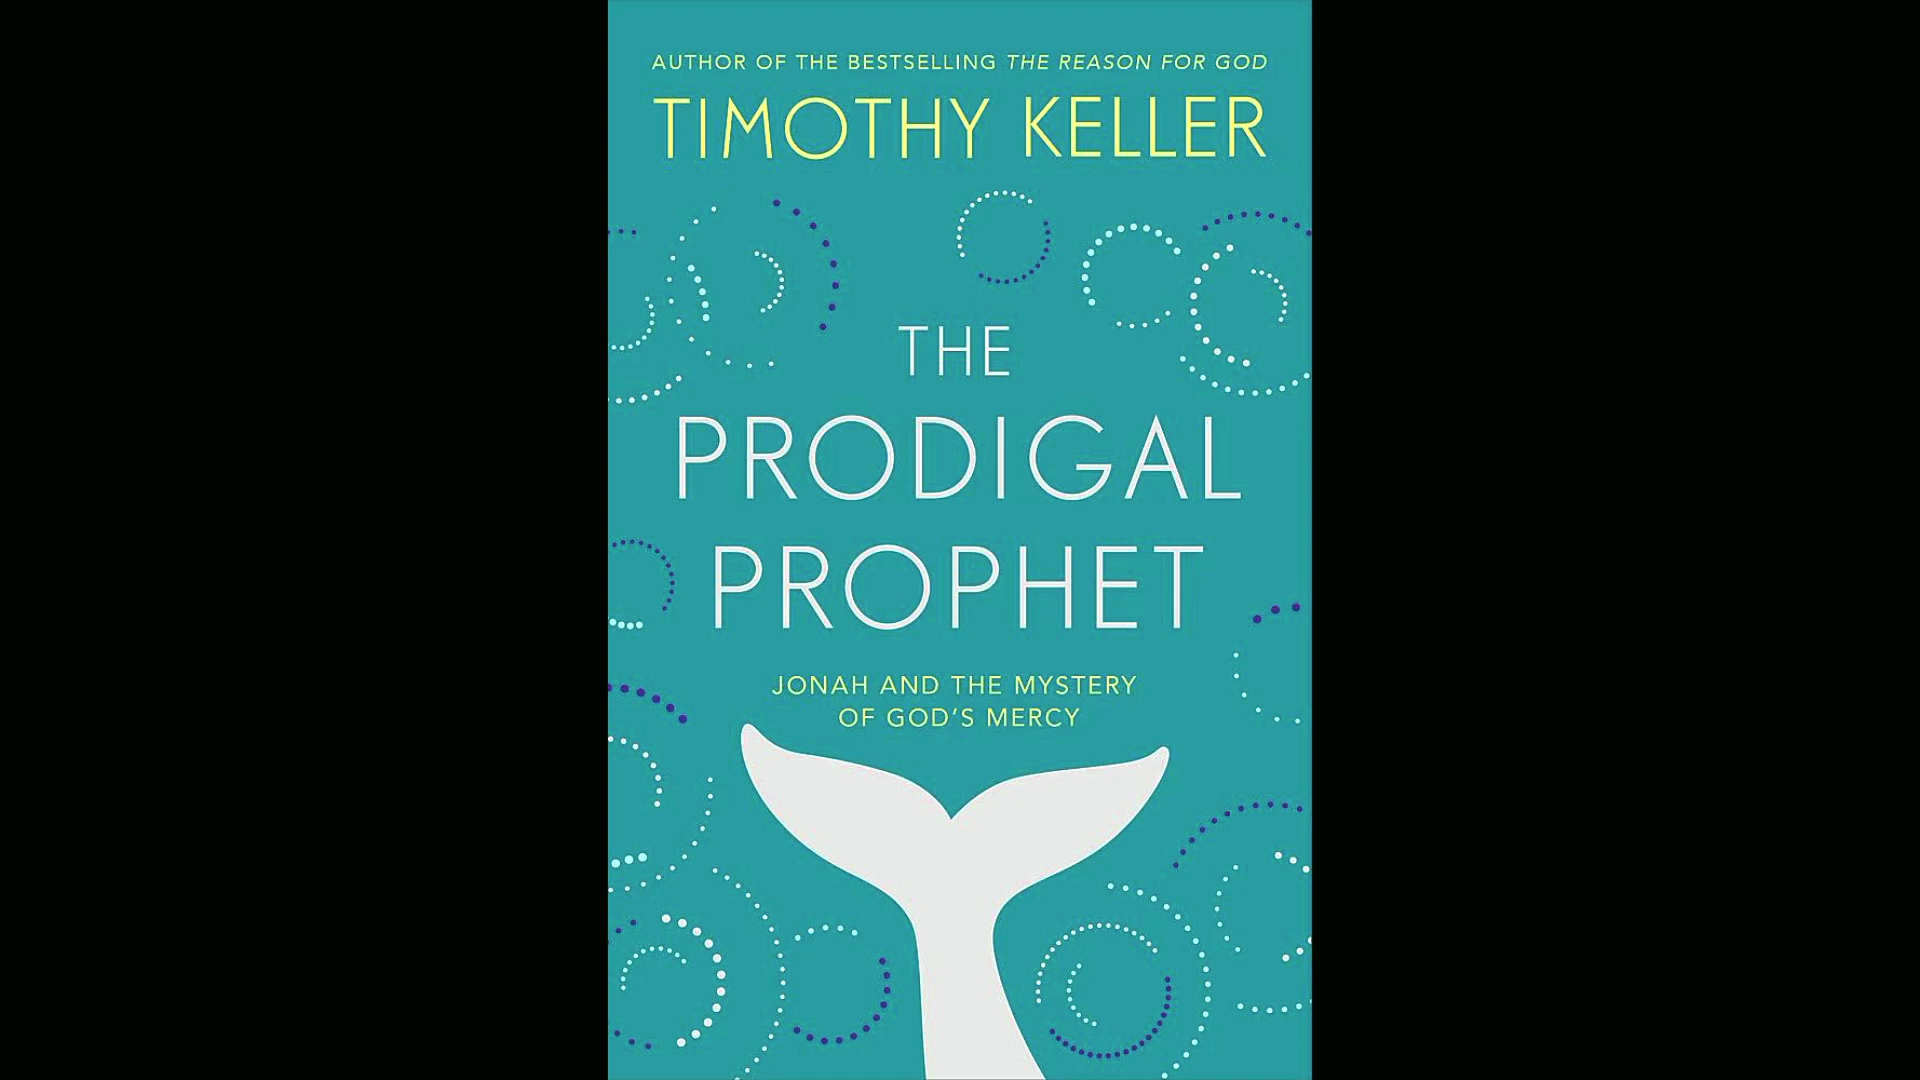 AUTHOR OF THE BESTSELLING THE REASON FOR GOD
TIMOTHY KELLER
THE
PRODIGAL
PROPHET
JONAH AND THE MYSTERY
OF GOD'S MERCY